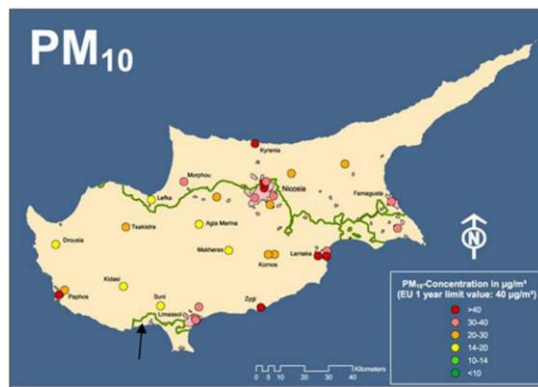 PM₁₀
Kyrenia
Morphou
Nicosia
Famagusta
Lefka
Tsakistra
Agia Marina
Drousia
Makheras
Kornos
Larnaka
Kidasi
Paphos
Suni
Zygi
Limassol
N
PM₁₀-Concentration in µg/m³
(EU 1 year limit value: 40 µg/m³)
>40
30-40
20-30
14-20
10-14
<10
Kilometers
0 5 10 20 30 40